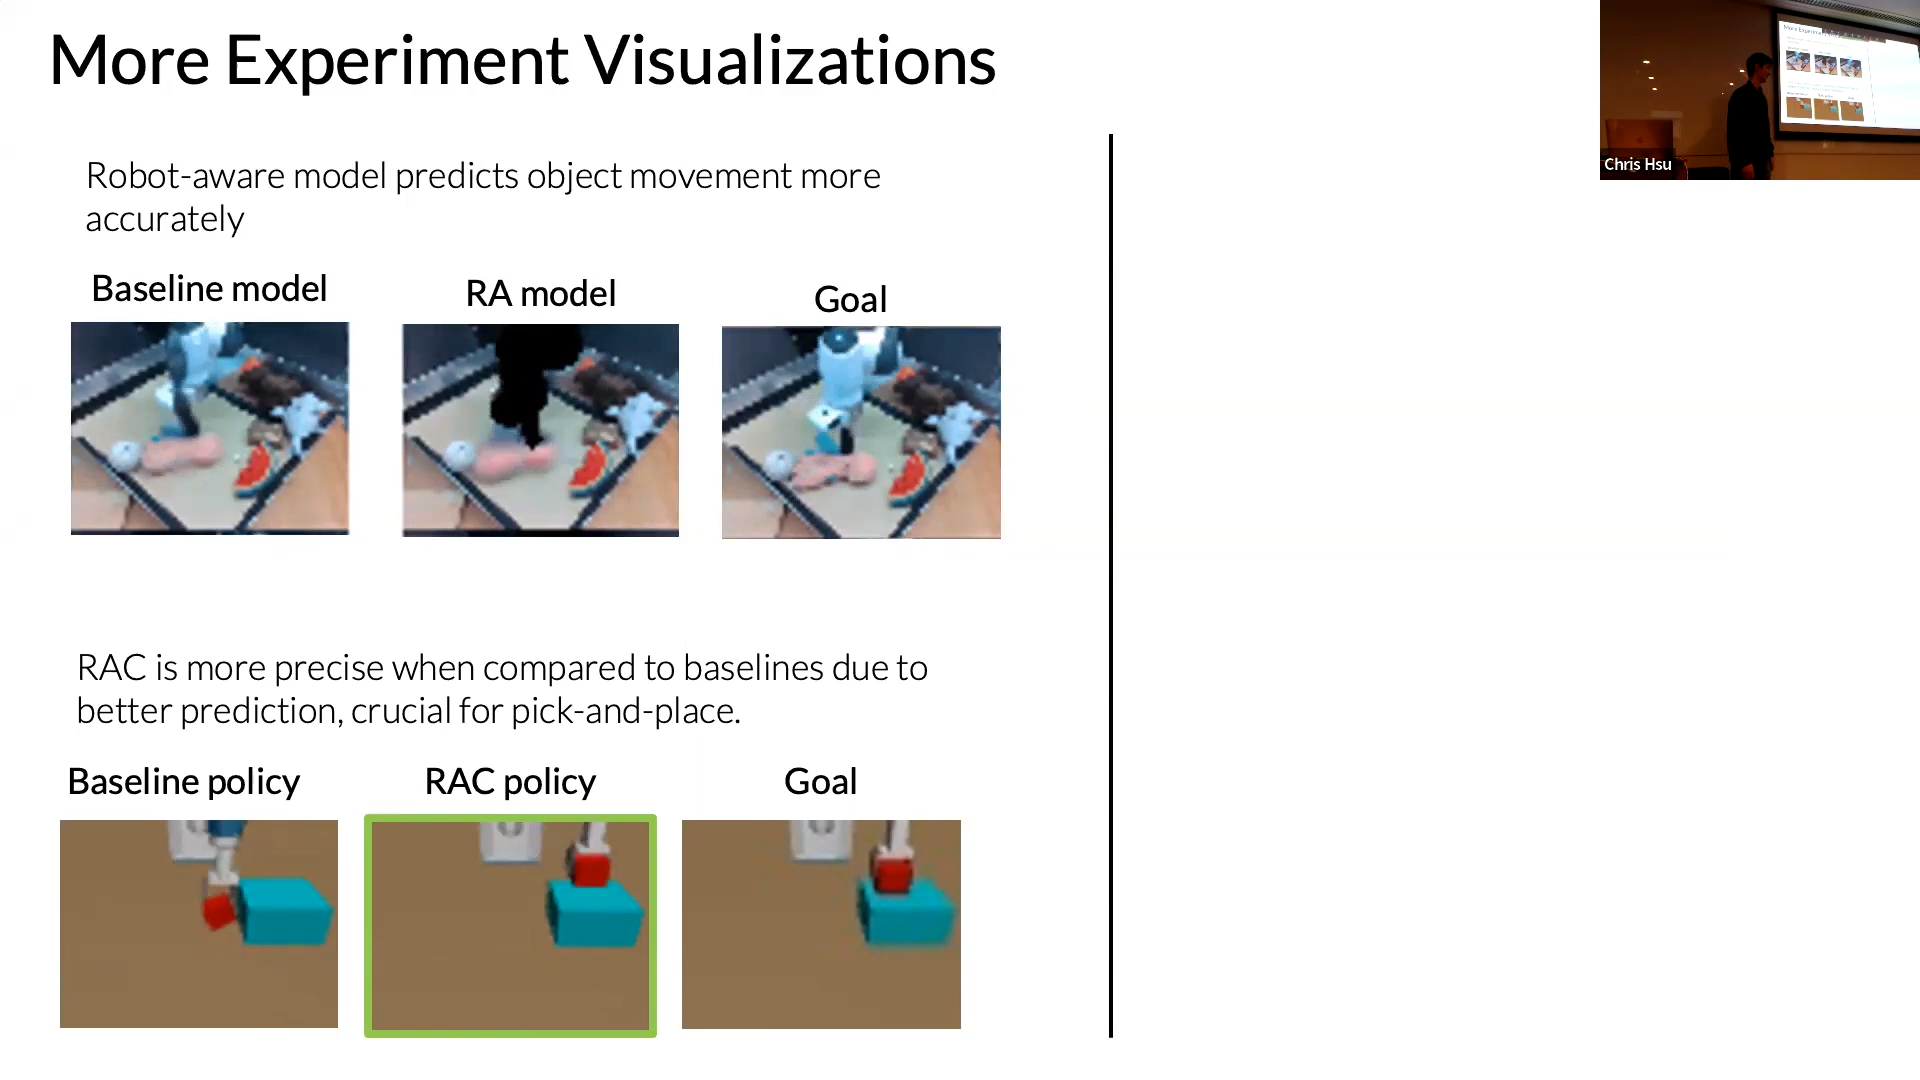 More Experiment Visualizations
Robot-aware model predicts object movement more
accurately
Baseline model
RA model
Goal
RAC is more precise when compared to baselines due to
better prediction, crucial for pick-and-place.
Baseline policy
RAC policy
Goal
Chris Hsu